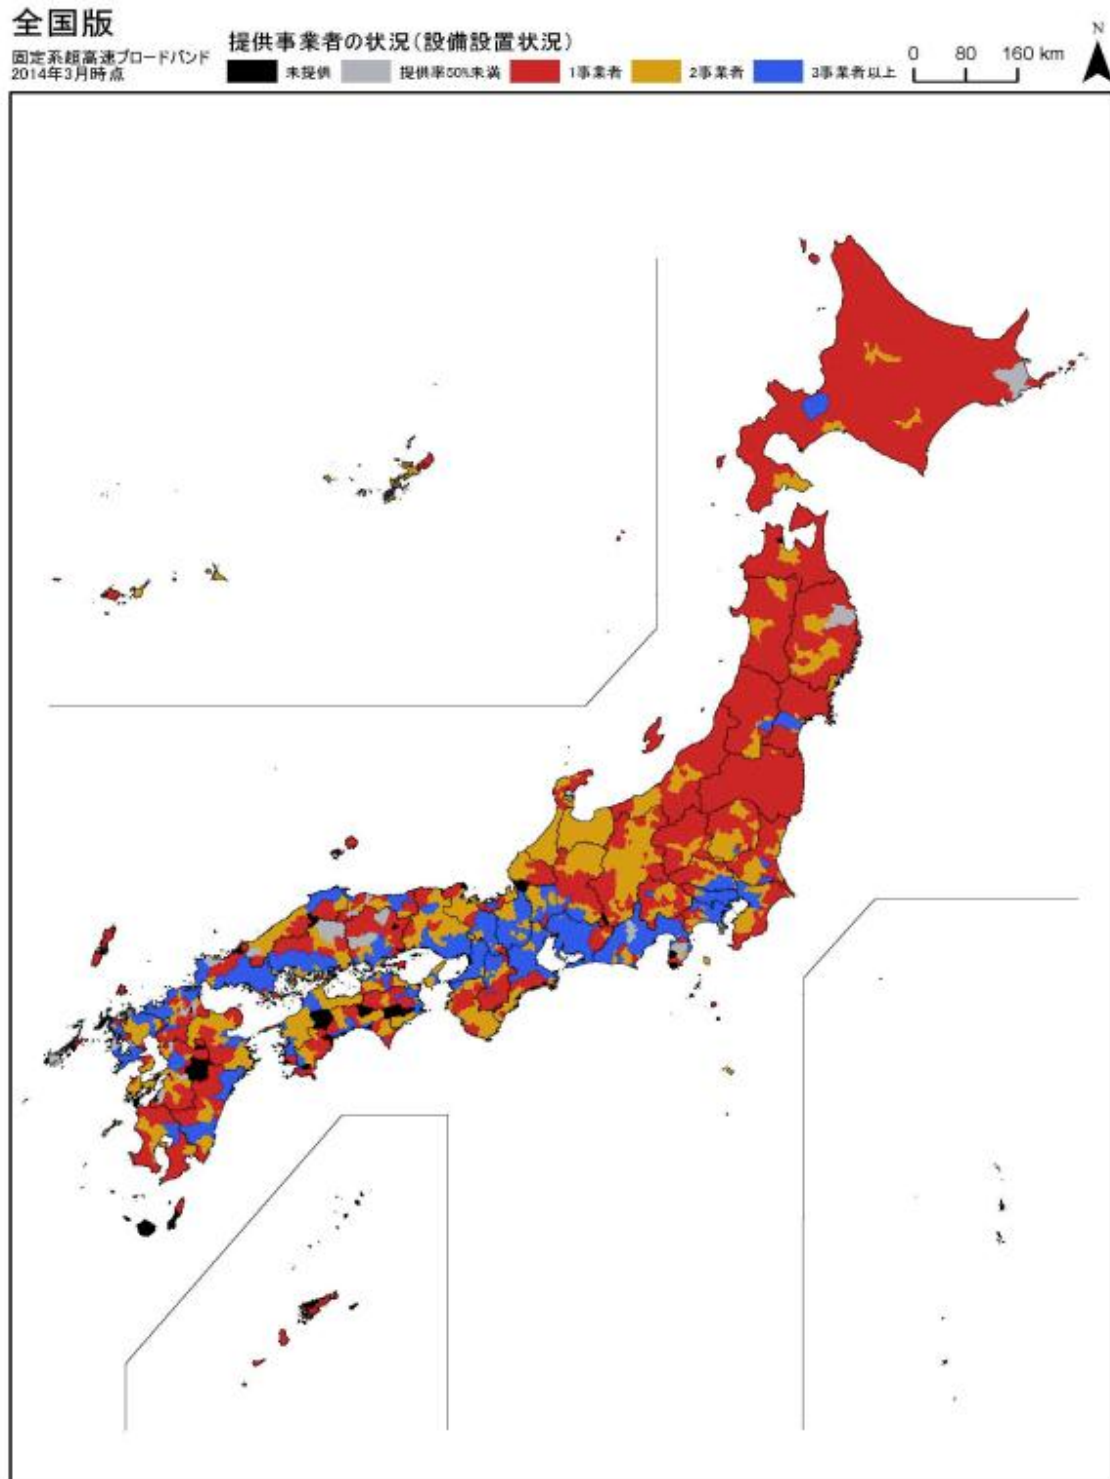 全国版
固定系超高速ブロードバンド
2014年3月時点
提供事業者の状況(設備設置状況)
未提供
提供率50%未満
1事業者
2事業者
3事業者以上
0 80 160 km
N